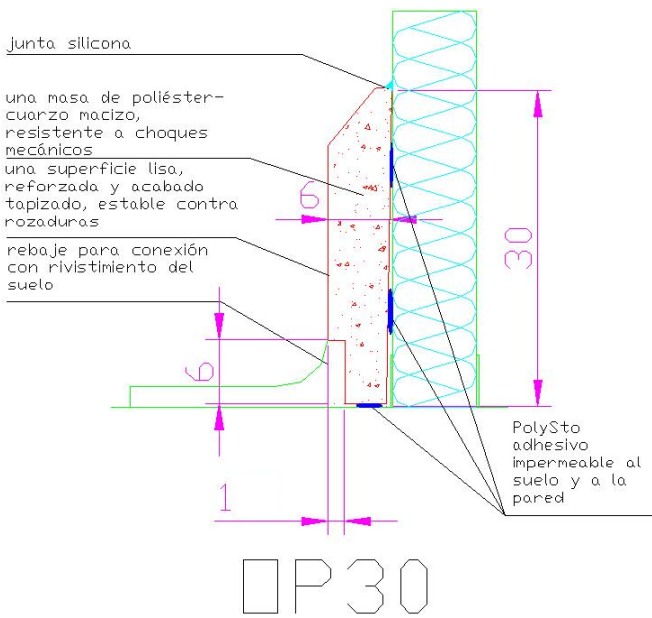 junta silicona
una masa de poliéster-
cuarzo macizo,
resistente a choques
mecánicos
una superficie lisa,
reforzada y acabado
tapizado, estable contra
rozaduras
rebaje para conexión
con rivistimiento del
suelo
6
30
6
1
PolySto
adhesivo
impermeable al
suelo y a la
pared
□P30